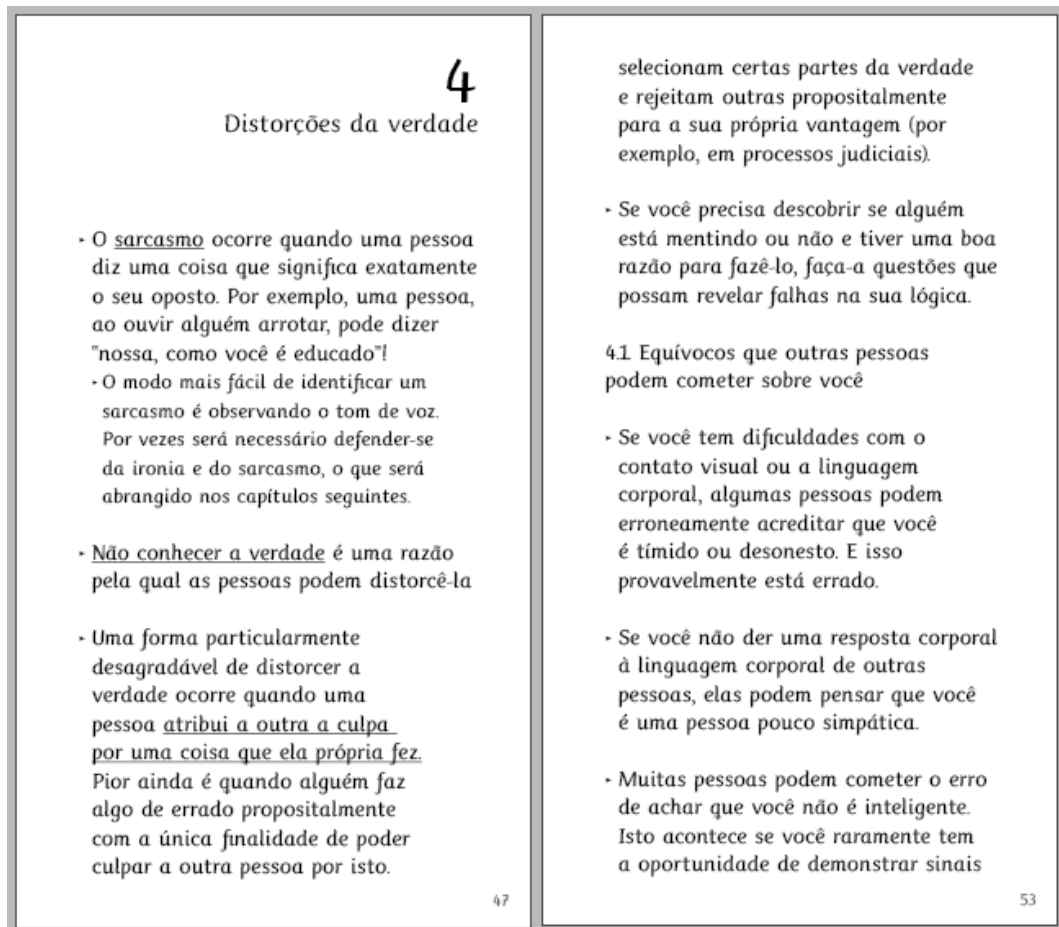 4
Distorções da verdade
‣ O sarcasmo ocorre quando uma pessoa
diz uma coisa que significa exatamente
o seu oposto. Por exemplo, uma pessoa,
ao ouvir alguém arrotar, pode dizer
"nossa, como você é educado"!
‣ O modo mais fácil de identificar um
sarcasmo é observando o tom de voz.
Por vezes será necessário defender-se
da ironia e do sarcasmo, o que será
abrangido nos capítulos seguintes.
‣ Não conhecer a verdade é uma razão
pela qual as pessoas podem distorcê-la
‣ Uma forma particularmente
desagradável de distorcer a
verdade ocorre quando uma
pessoa atribui a outra a culpa
por uma coisa que ela própria fez.
Pior ainda é quando alguém faz
algo de errado propositalmente
com a única finalidade de poder
culpar a outra pessoa por isto.
47
selecionam certas partes da verdade
e rejeitam outras propositalmente
para a sua própria vantagem (por
exemplo, em processos judiciais).
‣ Se você precisa descobrir se alguém
está mentindo ou não e tiver uma boa
razão para fazê-lo, faça-a questões que
possam revelar falhas na sua lógica.
4.1 Equívocos que outras pessoas
podem cometer sobre você
‣ Se você tem dificuldades com o
contato visual ou a linguagem
corporal, algumas pessoas podem
erroneamente acreditar que você
é tímido ou desonesto. E isso
provavelmente está errado.
‣ Se você não der uma resposta corporal
à linguagem corporal de outras
pessoas, elas podem pensar que você
é uma pessoa pouco simpática.
‣ Muitas pessoas podem cometer o erro
de achar que você não é inteligente.
Isto acontece se você raramente tem
a oportunidade de demonstrar sinais
53